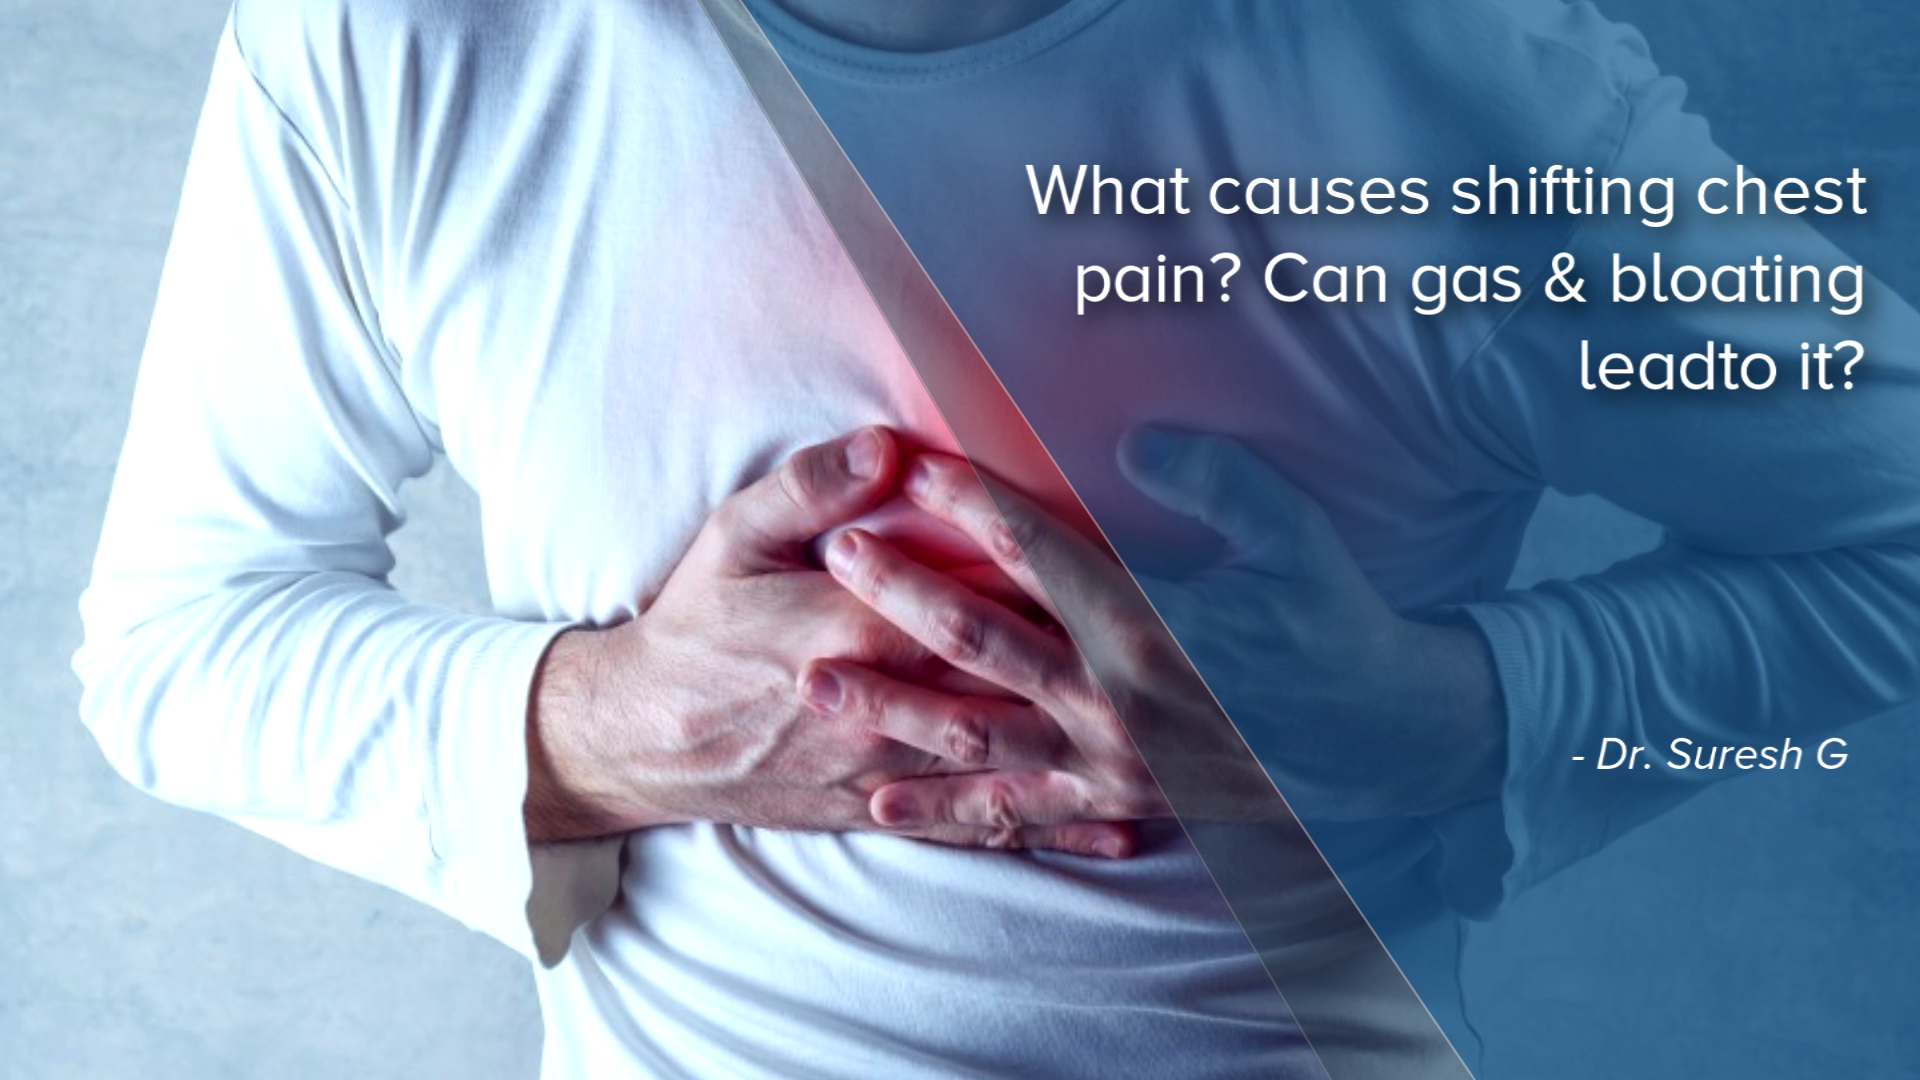 What causes shifting chest
pain? Can gas & bloating
leadto it?
- Dr. Suresh G